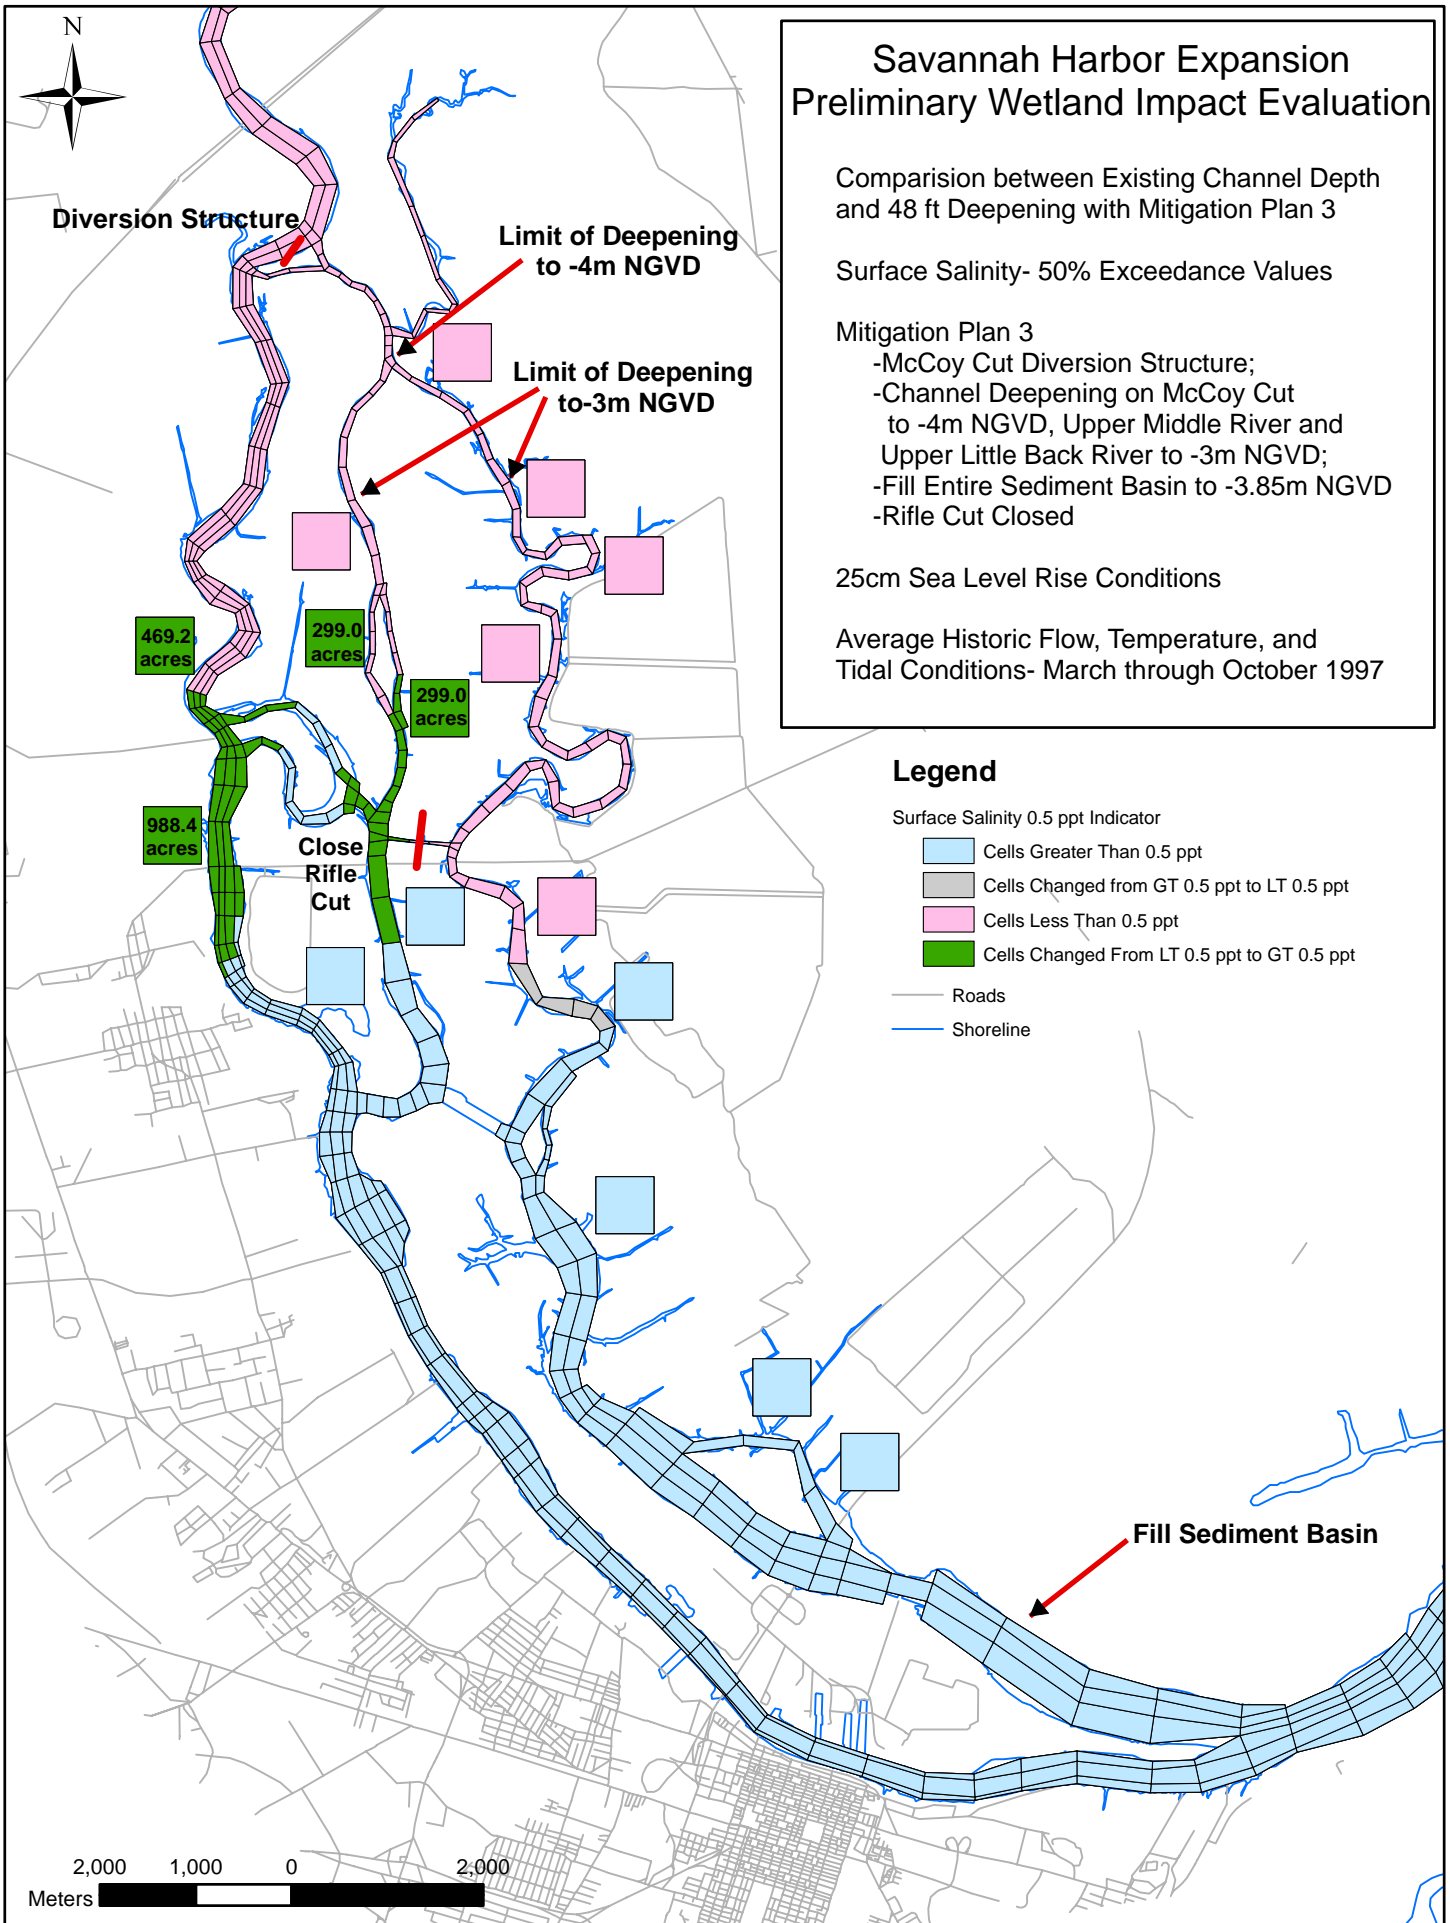 N
Savannah Harbor Expansion
Preliminary Wetland Impact Evaluation
Comparision between Existing Channel Depth
and 48 ft Deepening with Mitigation Plan 3
Surface Salinity- 50% Exceedance Values
Mitigation Plan 3
-McCoy Cut Diversion Structure;
-Channel Deepening on McCoy Cut
to -4m NGVD, Upper Middle River and
Upper Little Back River to -3m NGVD;
-Fill Entire Sediment Basin to -3.85m NGVD
-Rifle Cut Closed
25cm Sea Level Rise Conditions
Average Historic Flow, Temperature, and
Tidal Conditions- March through October 1997
Diversion Structure
Limit of Deepening
to -4m NGVD
Limit of Deepening
to-3m NGVD
469.2
acres
299.0
acres
299.0
acres
988.4
acres
Close
Rifle
Cut
Legend
Surface Salinity 0.5 ppt Indicator
Cells Greater Than 0.5 ppt
Cells Changed from GT 0.5 ppt to LT 0.5 ppt
Cells Less Than 0.5 ppt
Cells Changed From LT 0.5 ppt to GT 0.5 ppt
Roads
Shoreline
Fill Sediment Basin
2,000 1,000 0 2,000
Meters